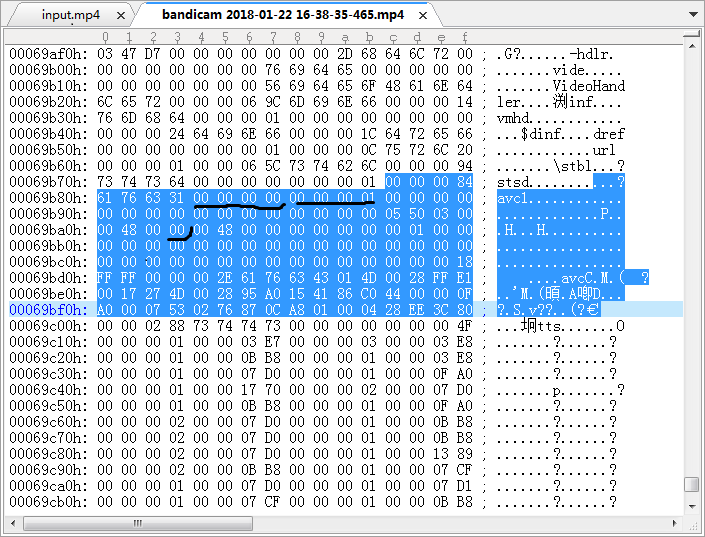 input.mp4 × bandicam 2018-01-22 16-38-35-465.mp4 ×
0 1 2 3 4 5 6 7 8 9 a b c d e f
00069af0h: 03 47 D7 00 00 00 00 00 00 00 2D 68 64 6C 72 00 ; .G?......-hdlr.
00069b00h: 00 00 00 00 00 00 00 76 69 64 65 00 00 00 00 00 ; .......vide.....
00069b10h: 00 00 00 00 00 00 00 56 69 64 65 6F 48 61 6E 64 ; .......VideoHand
00069b20h: 6C 65 72 00 00 00 06 9C 6D 69 6E 66 00 00 00 14 ; ler....渕inf....
00069b30h: 76 6D 68 64 00 00 00 01 00 00 00 00 00 00 00 00 ; vmhd............
00069b40h: 00 00 00 24 64 69 6E 66 00 00 00 1C 64 72 65 66 ; ...$dinf....dref
00069b50h: 00 00 00 00 00 00 00 01 00 00 00 0C 75 72 6C 20 ; ............url
00069b60h: 00 00 00 01 00 00 06 5C 73 74 62 6C 00 00 00 94 ; .......\stbl...?
00069b70h: 73 74 73 64 00 00 00 00 00 00 00 01 00 00 00 84 ; stsd...........?
00069b80h: 61 76 63 31 00 00 00 00 00 00 00 01 00 00 00 00 ; avc1............
00069b90h: 00 00 00 00 00 00 00 00 00 00 00 00 05 50 03 00 ; .............P..
00069ba0h: 00 48 00 00 00 48 00 00 00 00 00 00 00 01 00 00 ; .H...H..........
00069bb0h: 00 00 00 00 00 00 00 00 00 00 00 00 00 00 00 00 ; ................
00069bc0h: 00 00 00 00 00 00 00 00 00 00 00 00 00 00 00 18 ; ................
00069bd0h: FF FF 00 00 00 2E 61 76 63 43 01 4D 00 28 FF E1 ; ......avcC.M.( ?
00069be0h: 00 17 27 4D 00 28 95 A0 15 41 86 C0 44 00 00 0F
00069bf0h: A0 00 07 53 02 76 87 0C A8 01 00 04 28 EE 3C 80
00069c00h: 00 00 02 88 73 74 74 73 00 00 00 00 00 00 00 4F
00069c10h: 00 00 00 01 00 00 03 E7 00 00 00 03 00 00 03 E8 ; .......?.......?
00069c20h: 00 00 00 01 00 00 0B B8 00 00 00 01 00 00 03 E8 ; .......?.......?
00069c30h: 00 00 00 01 00 00 07 D0 00 00 00 01 00 00 0F A0 ; .......?.......?
00069c40h: 00 00 00 01 00 00 17 70 00 00 00 02 00 00 07 D0 ; .......p.......?
00069c50h: 00 00 00 01 00 00 0B B8 00 00 00 01 00 00 0F A0 ; .......?.......?
00069c60h: 00 00 00 02 00 00 07 D0 00 00 00 01 00 00 0B B8 ; .......?.......?
00069c70h: 00 00 00 02 00 00 07 D0 00 00 00 01 00 00 0B B8 ; .......?.......?
00069c80h: 00 00 00 02 00 00 07 D0 00 00 00 01 00 00 13 89 ; .......?.......?
00069c90h: 00 00 00 02 00 00 0B B8 00 00 00 01 00 00 07 CF ; .......?.......?
00069ca0h: 00 00 00 01 00 00 07 D0 00 00 00 01 00 00 07 D1 ; .......?.......?
00069cb0h: 00 00 00 01 00 00 07 CF 00 00 00 01 00 00 0B B8 ; .......?.......?